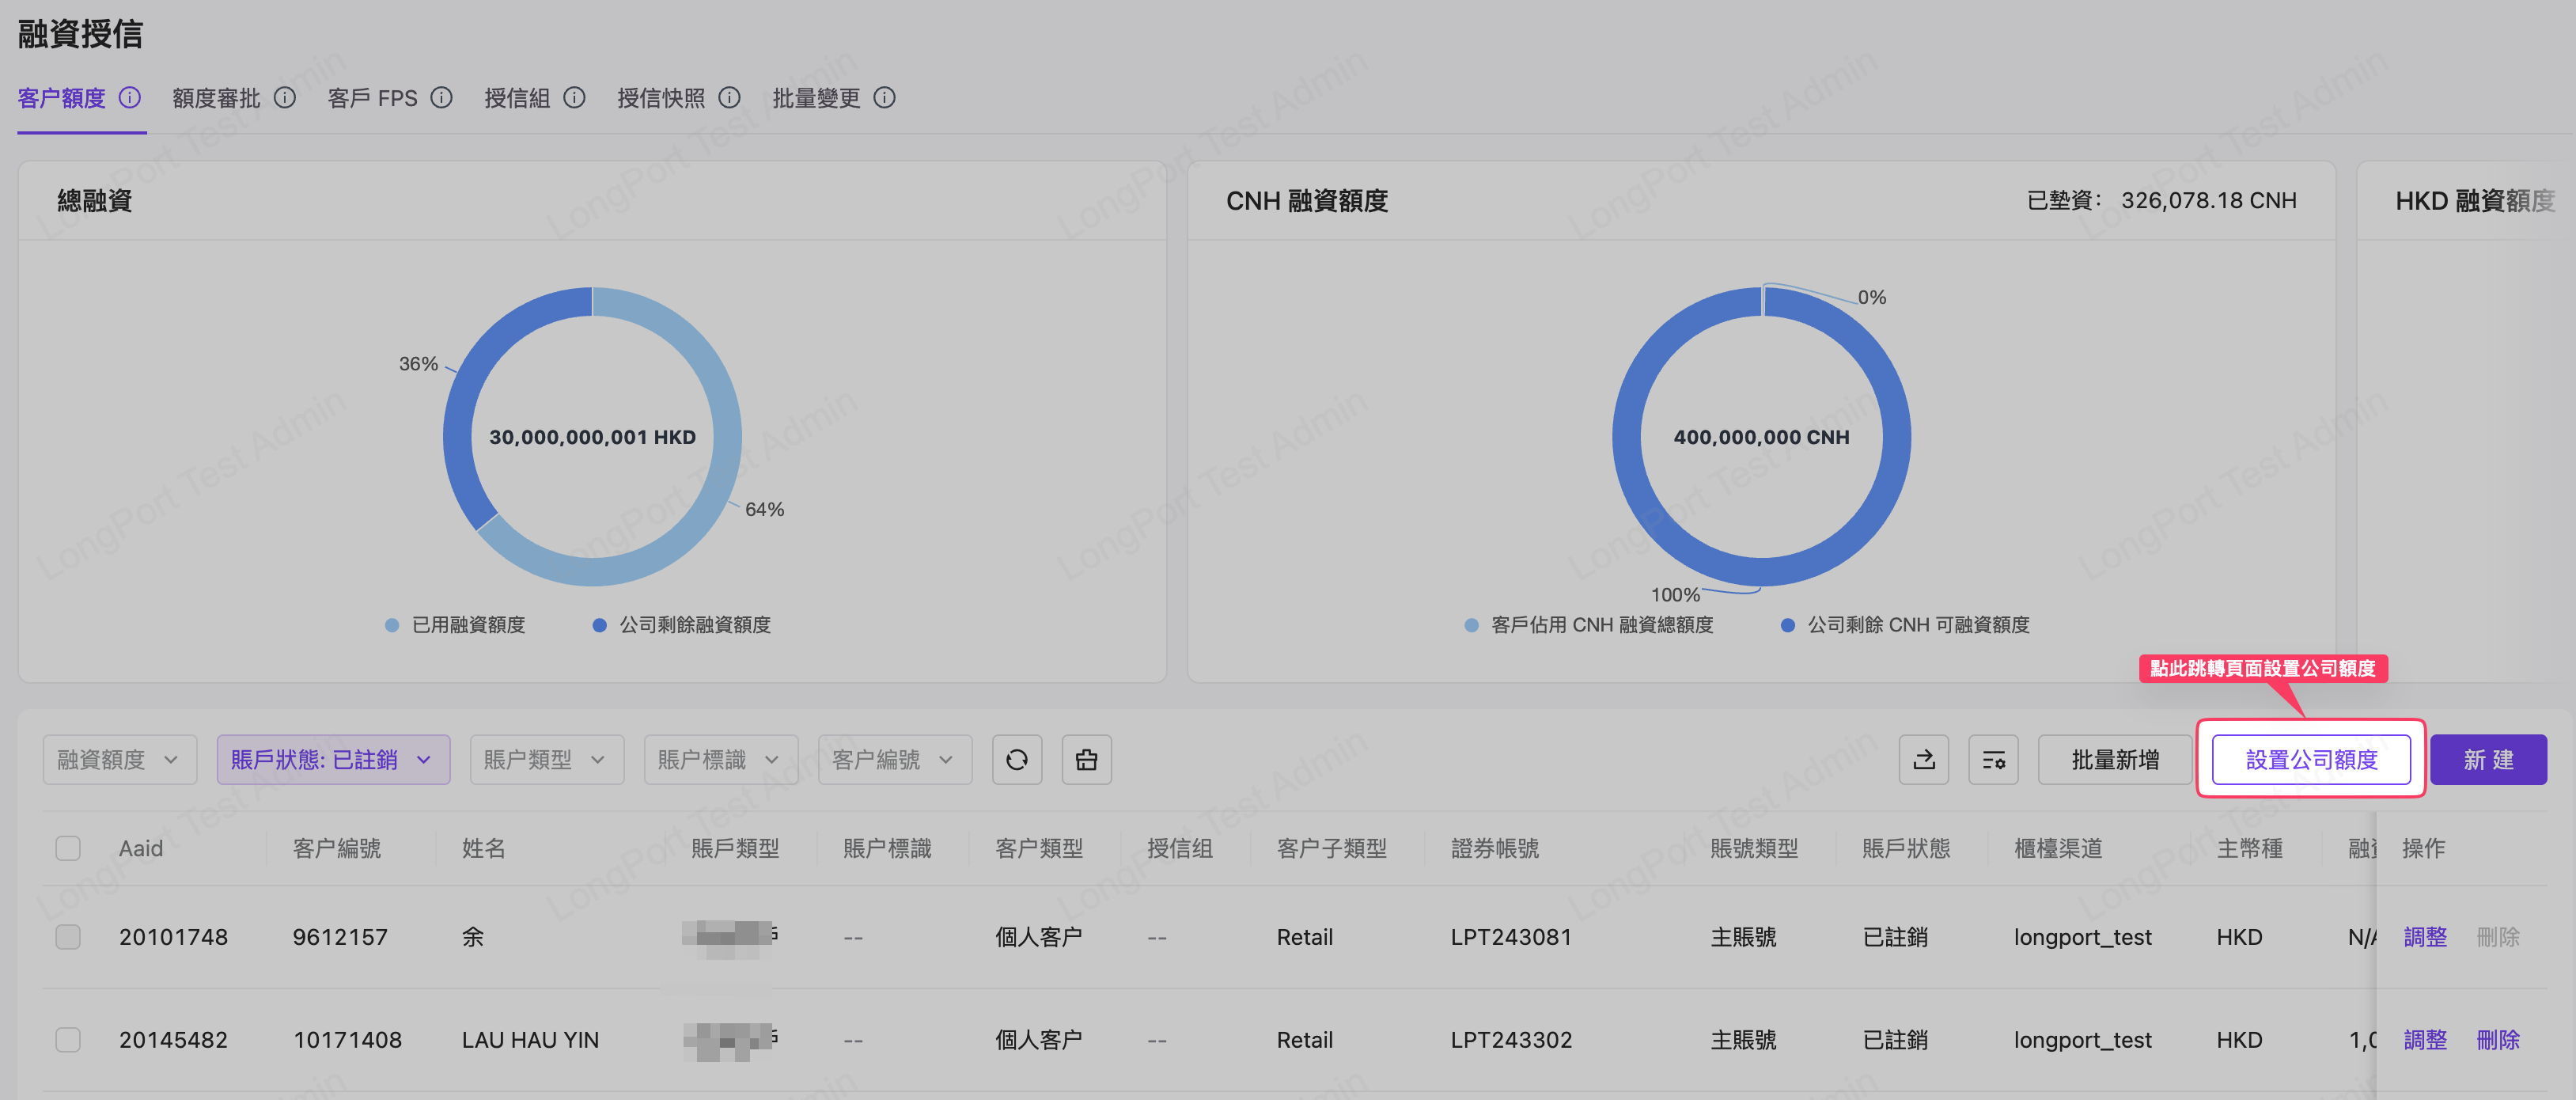 融資授信
客户額度 額度審批 客戶 FPS 授信組 授信快照 批量變更
總融資
CNH 融資額度 已墊資： 326,078.18 CNH
HKD 融資額度
36%
30,000,000,001 HKD
64%
已用融資額度 公司剩餘融資額度
0%
400,000,000 CNH
100%
客戶佔用 CNH 融資總額度 公司剩餘 CNH 可融資額度
點此跳轉頁面設置公司額度
融資額度 賬戶狀態: 已註銷 賬户類型 賬户標識 客户編號 批量新增 設置公司額度 新 建
Aaid 客户編號 姓名 賬戶類型 賬户標識 客户類型 授信组 客户子類型 證券帳號 賬號類型 賬戶狀態 櫃檯渠道 主幣種 融 操作
20101748 9612157 余 -- 個人客户 -- Retail LPT243081 主賬號 已註銷 longport_test HKD N/A 調整 刪除
20145482 10171408 LAU HAU YIN -- 個人客户 -- Retail LPT243302 主賬號 已註銷 longport_test HKD 1,0 調整 刪除
LongPort Test Admin